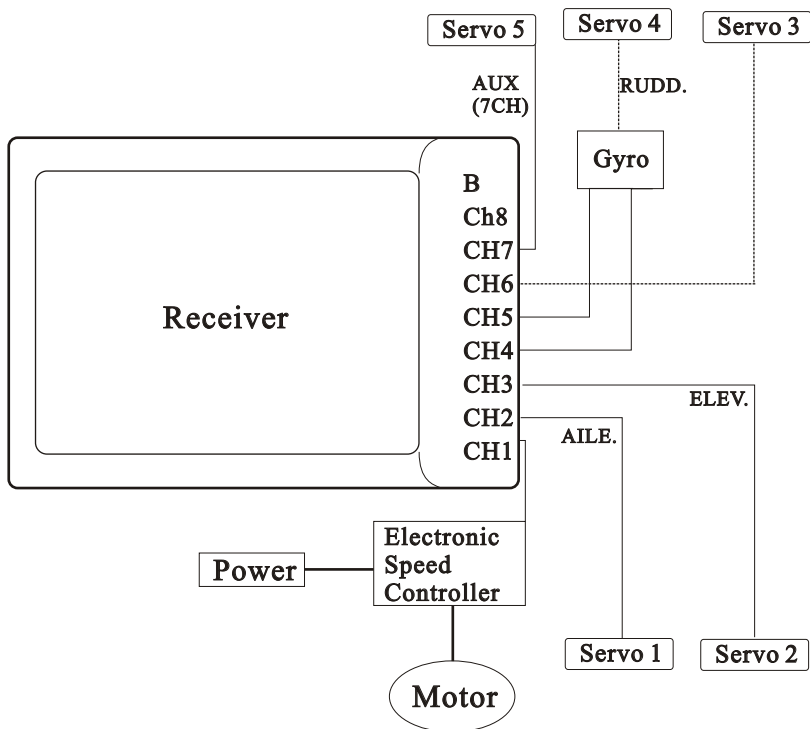 Servo 5
Servo 4
Servo 3
AUX
(7CH)
RUDD.
Gyro
B
Ch8
CH7
CH6
CH5
CH4
CH3
CH2
CH1
Receiver
ELEV.
AILE.
Electronic
Speed
Controller
Power
Servo 1
Servo 2
Motor